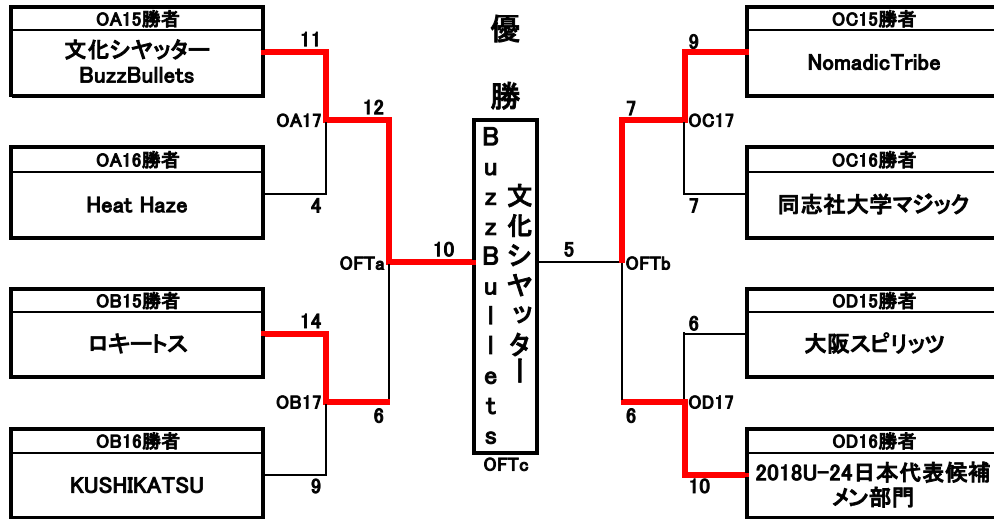 OA15勝者
文化シヤッター
BuzzBullets
11
OA17
12
OA16勝者
Heat Haze
4
OFTa
10
OB15勝者
ロキートス
14
OB17
6
OB16勝者
KUSHIKATSU
9
優勝
文化シヤッター
BuzzBullets
OFTc
5
OC15勝者
NomadicTribe
9
7
OC17
OC16勝者
同志社大学マジック
7
OFTb
OD15勝者
大阪スピリッツ
6
6
OD17
OD16勝者
2018U-24日本代表候補
メン部門
10